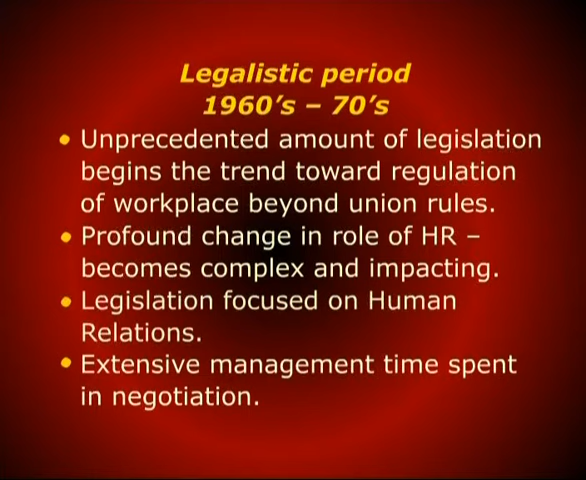 Legalistic period
1960’s – 70’s
• Unprecedented amount of legislation
begins the trend toward regulation
of workplace beyond union rules.
• Profound change in role of HR –
becomes complex and impacting.
• Legislation focused on Human
Relations.
• Extensive management time spent
in negotiation.